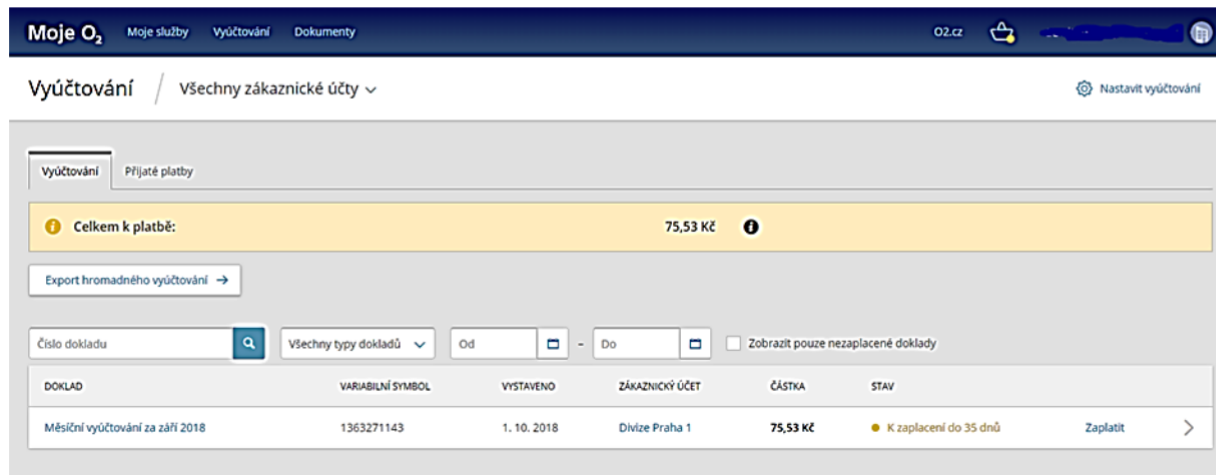 Moje O2 Moje služby Vyúčtování Dokumenty O2.cz
Vyúčtování / Všechny zákaznické účty Nastavit vyúčtování
Vyúčtování Přijaté platby
Celkem k platbě: 75,53 Kč
Export hromadného vyúčtování →
Číslo dokladu Všechny typy dokladů Od - Do Zobrazit pouze nezaplacené doklady
DOKLAD VARIABILNÍ SYMBOL VYSTAVENO ZÁKAZNICKÝ ÚČET ČÁSTKA STAV
Měsíční vyúčtování za září 2018 1363271143 1. 10. 2018 Divize Praha 1 75,53 Kč K zaplacení do 35 dnů Zaplatit